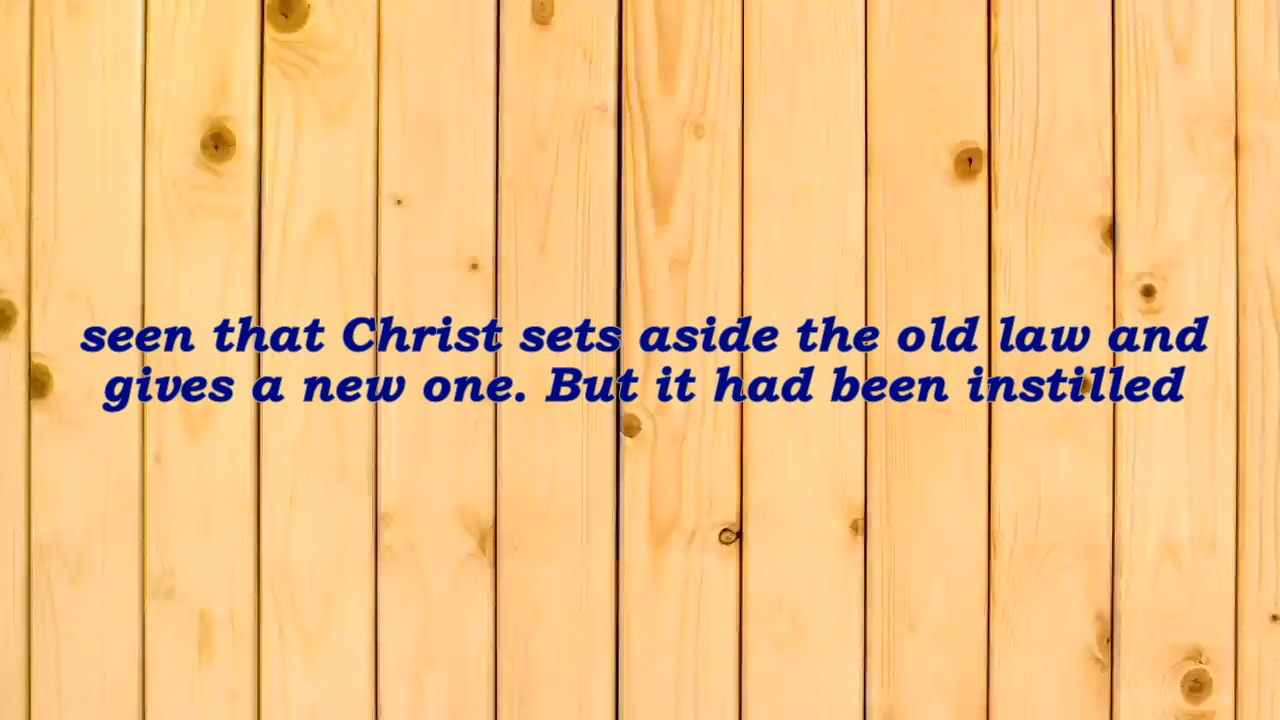 seen that Christ sets aside the old law and
gives a new one. But it had been instilled